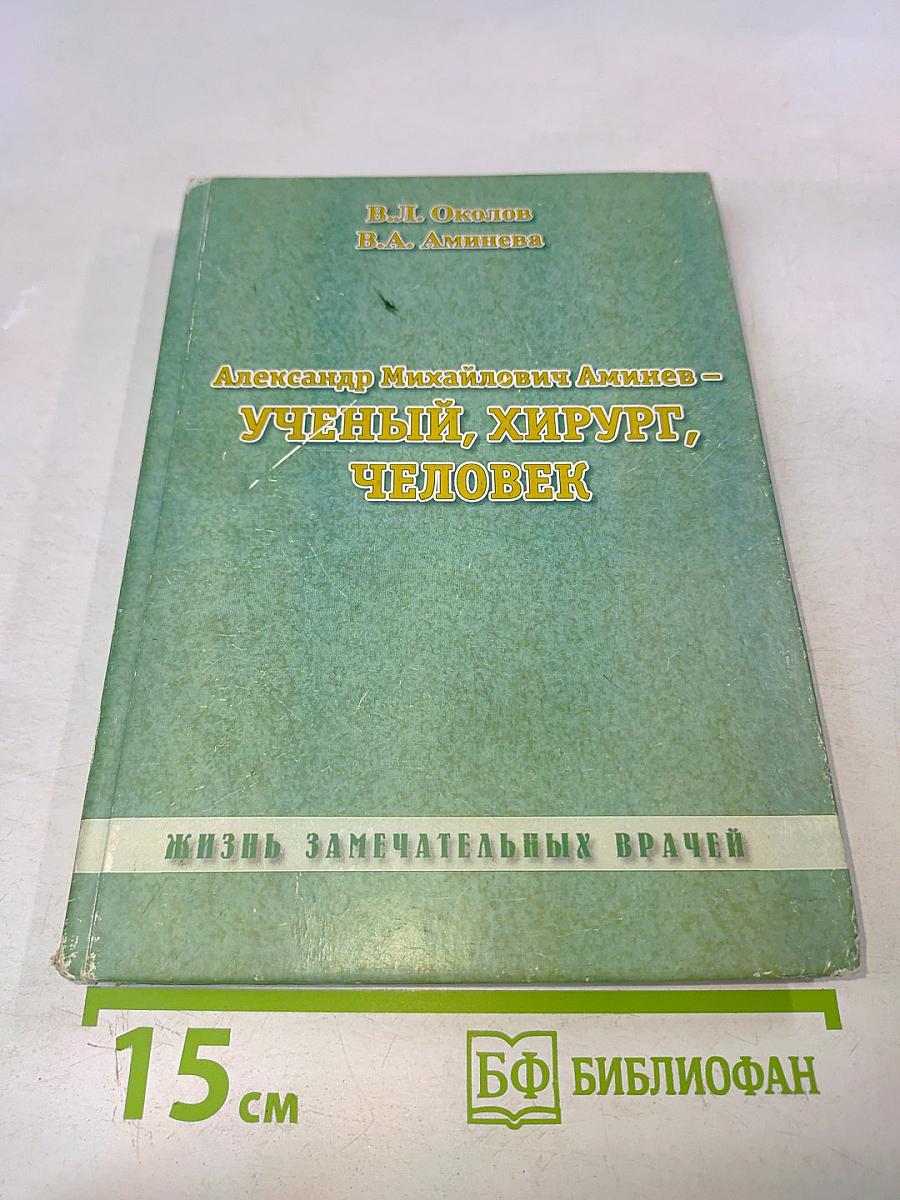 В.Л. Околов
В.А. Аминева
Александр Михайлович Аминев –
УЧЕНЫЙ, ХИРУРГ,
ЧЕЛОВЕК
ЖИЗНЬ ЗАМЕЧАТЕЛЬНЫХ ВРАЧЕЙ
15 см
БФ БИБЛИОФАН